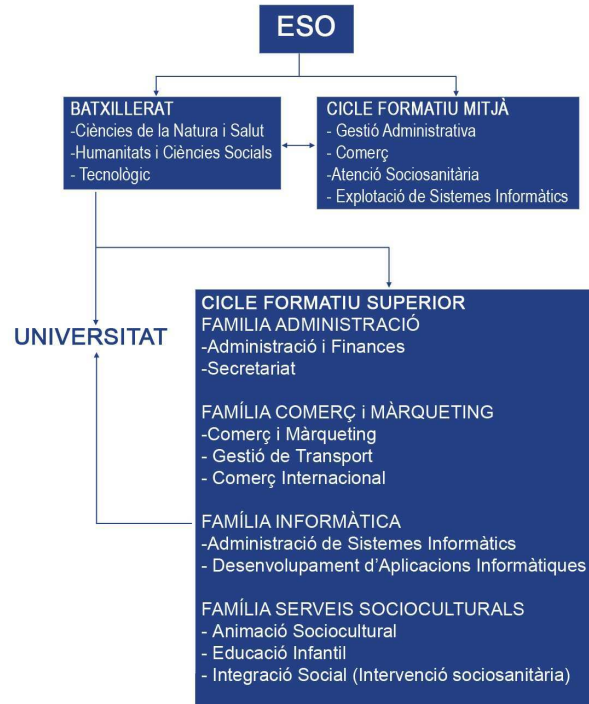 ESO
BATXILLERAT
-Ciències de la Natura i Salut
-Humanitats i Ciències Socials
- Tecnològic
CICLE FORMATIU MITJÀ
- Gestió Administrativa
- Comerç
-Atenció Sociosanitària
- Explotació de Sistemes Informàtics
UNIVERSITAT
CICLE FORMATIU SUPERIOR
FAMILIA ADMINISTRACIÓ
-Administració i Finances
-Secretariat
FAMÍLIA COMERÇ i MÀRQUETING
-Comerç i Màrqueting
- Gestió de Transport
- Comerç Internacional
FAMÍLIA INFORMÀTICA
-Administració de Sistemes Informàtics
- Desenvolupament d'Aplicacions Informàtiques
FAMÍLIA SERVEIS SOCIOCULTURALS
- Animació Sociocultural
- Educació Infantil
- Integració Social (Intervenció sociosanitària)